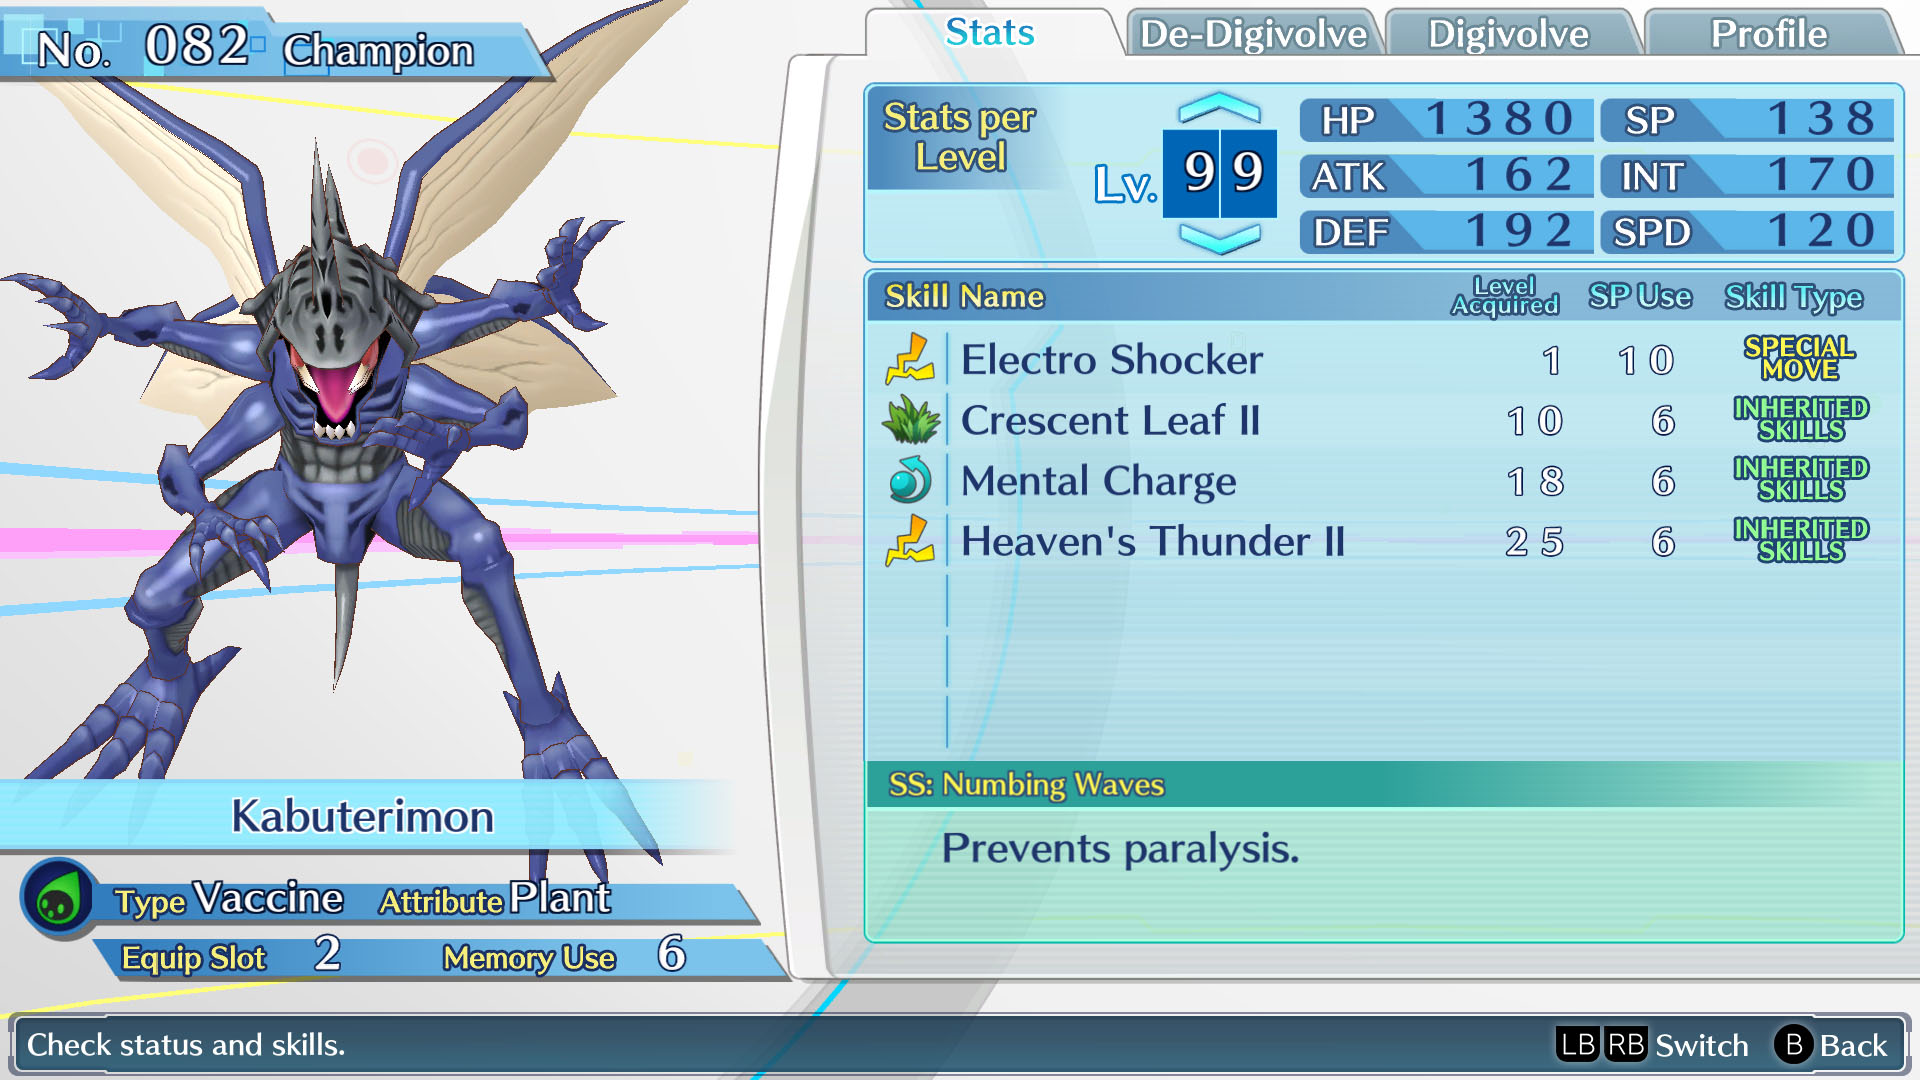 No. 082 Champion
Stats
De-Digivolve
Digivolve
Profile
Stats per
Level
Lv. 99
HP 1380
SP 138
ATK 162
INT 170
DEF 192
SPD 120
Skill Name
Level
Acquired
SP Use
Skill Type
Electro Shocker 1 10 SPECIAL
MOVE
Crescent Leaf II 10 6 INHERITED
SKILLS
Mental Charge 18 6 INHERITED
SKILLS
Heaven's Thunder II 25 6 INHERITED
SKILLS
SS: Numbing Waves
Prevents paralysis.
Kabuterimon
Type Vaccine Attribute Plant
Equip Slot 2 Memory Use 6
Check status and skills.
LB RB Switch B Back